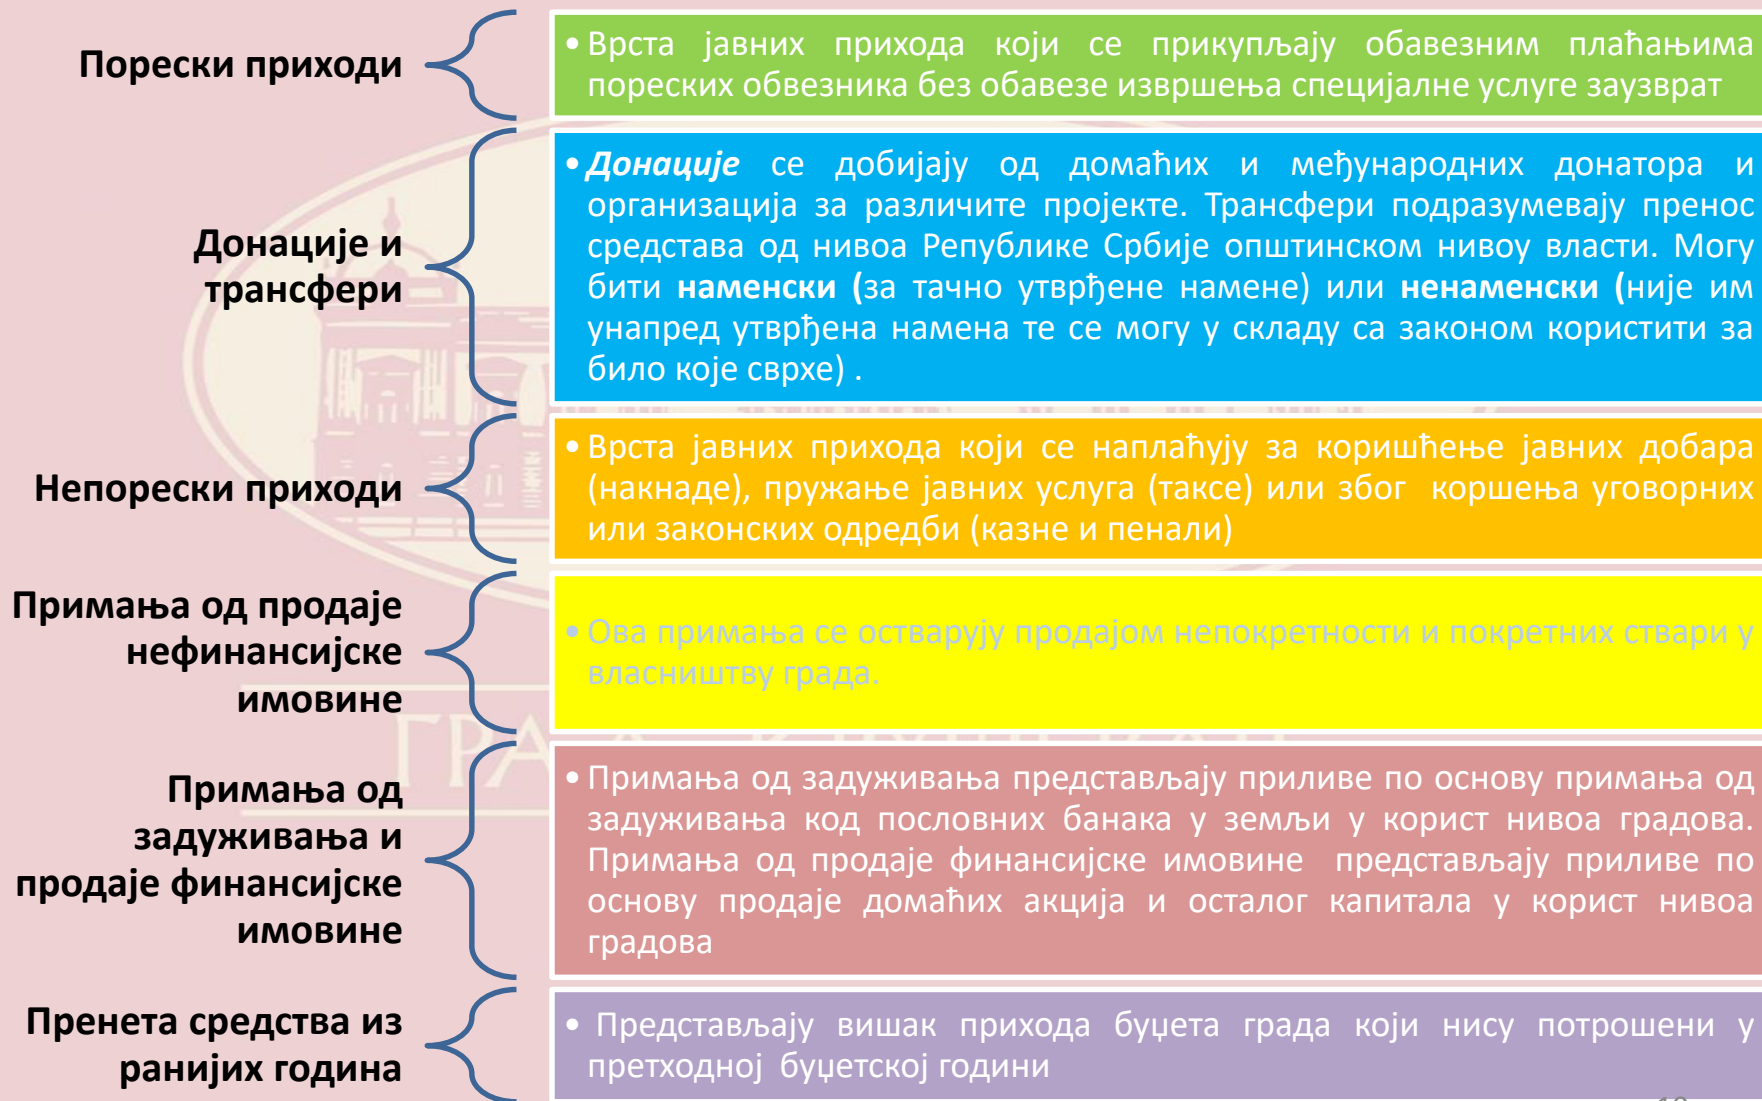 Порески приходи
• Врста јавних прихода који се прикупљају обавезним плаћањима
пореских обвезника без обавезе извршења специјалне услуге заузврат
Донације и
трансфери
• Донације се добијају од домаћих и међународних донатора и
организација за различите пројекте. Трансфери подразумевају пренос
средстава од нивоа Републике Србије општинском нивоу власти. Могу
бити наменски (за тачно утврђене намене) или ненаменски (није им
унапред утврђена намена те се могу у складу са законом користити за
било које сврхе) .
Непорески приходи
• Врста јавних прихода који се наплаћују за коришћење јавних добара
(накнаде), пружање јавних услуга (таксе) или због коршења уговорних
или законских одредби (казне и пенали)
Примања од продаје
нефинансијске
имовине
• Ова примања се остварују продајом непокретности и покретних ствари у
власништву града.
Примања од
задуживања и
продаје финансијске
имовине
• Примања од задуживања представљају приливе по основу примања од
задуживања код пословних банака у земљи у корист нивоа градова.
Примања од продаје финансијске имовине представљају приливе по
основу продаје домаћих акција и осталог капитала у корист нивоа
градова
Пренета средства из
ранијих година
• Представљају вишак прихода буџета града који нису потрошени у
претходној буџетској години